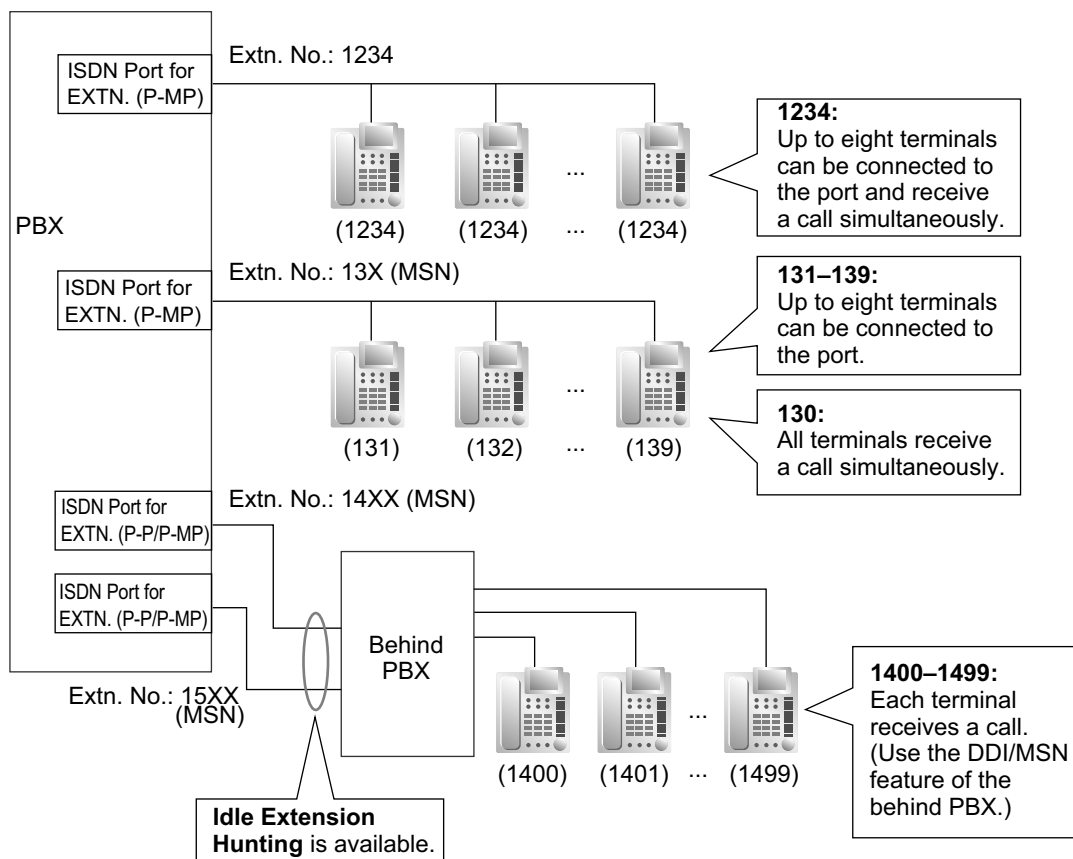 PBX
ISDN Port for
EXTN. (P-MP)
Extn. No.: 1234
(1234)
(1234)
...
...
(1234)
1234:
Up to eight terminals
can be connected to
the port and receive
a call simultaneously.
ISDN Port for
EXTN. (P-MP)
Extn. No.: 13X (MSN)
(131)
(132)
...
...
(139)
131–139:
Up to eight terminals
can be connected to
the port.
130:
All terminals receive
a call simultaneously.
ISDN Port for
EXTN. (P-P/P-MP)
Extn. No.: 14XX (MSN)
ISDN Port for
EXTN. (P-P/P-MP)
Extn. No.: 15XX
(MSN)
Behind
PBX
(1400)
(1401)
...
...
(1499)
1400–1499:
Each terminal
receives a call.
(Use the DDI/MSN
feature of the
behind PBX.)
Idle Extension
Hunting is available.